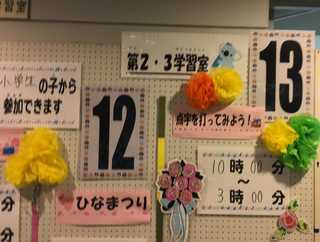 第2・3学習室
13
小学生の子から
参加できます
12
点字を打ってみよう!
10時00分
~
3時00分
ひなまつり
分
分